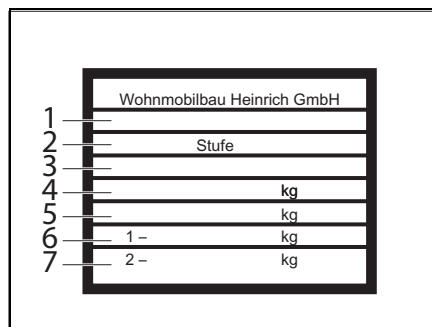 Wohnmobilbau Heinrich GmbH
1
2 Stufe
3
4 kg
5 kg
6 1 – kg
7 2 – kg